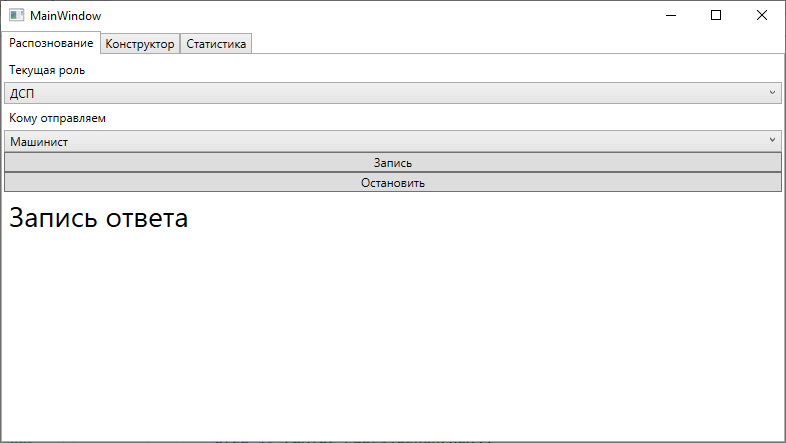 MainWindow
Распознование Конструктор Статистика
Текущая роль
ДСП
Кому отправляем
Машинист
Запись
Остановить
Запись ответа